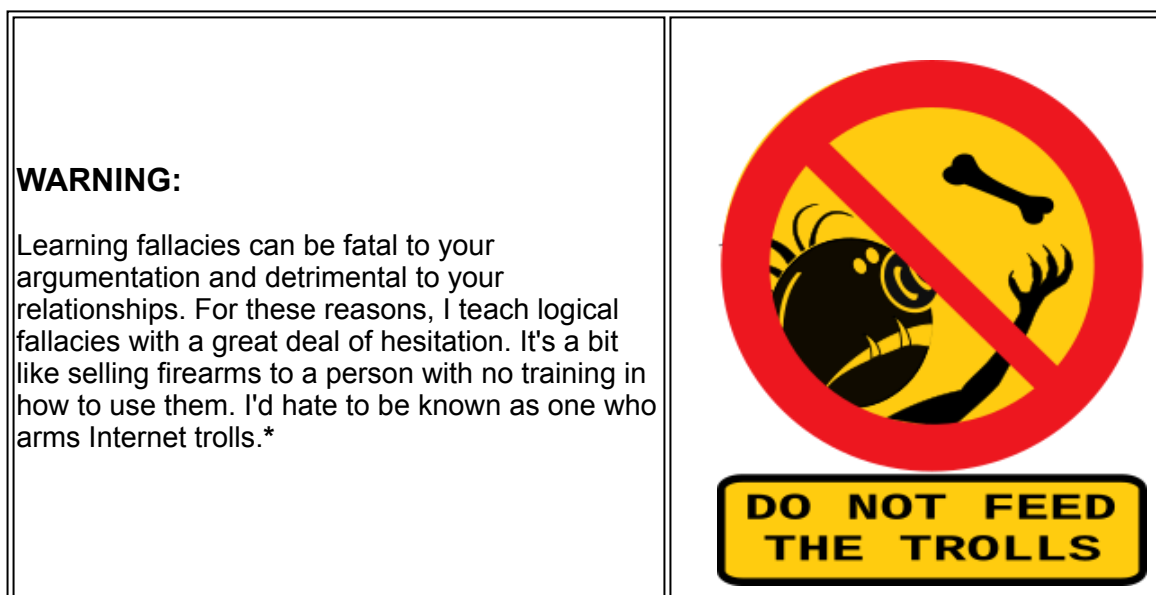 WARNING:
Learning fallacies can be fatal to your
argumentation and detrimental to your
relationships. For these reasons, I teach logical
fallacies with a great deal of hesitation. It's a bit
like selling firearms to a person with no training in
how to use them. I'd hate to be known as one who
arms Internet trolls.*
DO NOT FEED
THE TROLLS